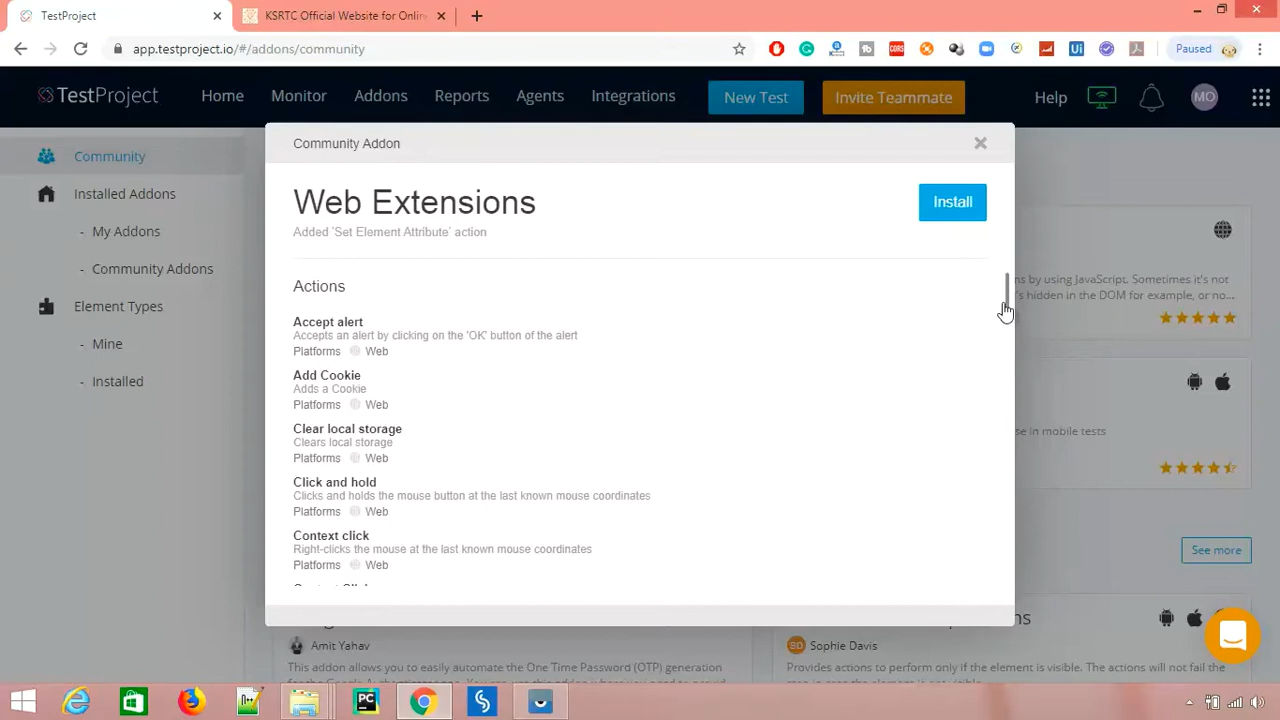 TestProject
KSRTC Official Website for Onlin
app.testproject.io/#/addons/community
Paused
TestProject
Home
Monitor
Addons
Reports
Agents
Integrations
New Test
Invite Teammate
Help
MO
Community
Installed Addons
- My Addons
- Community Addons
Element Types
- Mine
- Installed
Community Addon
Web Extensions
Install
Added 'Set Element Attribute' action
Actions
Accept alert
Accepts an alert by clicking on the 'OK' button of the alert
Platforms Web
Add Cookie
Adds a Cookie
Platforms Web
Clear local storage
Clears local storage
Platforms Web
Click and hold
Clicks and holds the mouse button at the last known mouse coordinates
Platforms Web
Context click
Right-clicks the mouse at the last known mouse coordinates
Platforms Web
ns by using JavaScript. Sometimes it's not
's hidden in the DOM for example, or no...
se in mobile tests
See more
ns
Amit Yahav
This addon allows you to easily automate the One Time Password (OTP) generation
BD Sophie Davis
Provides actions to perform only if the element is visible. The actions will not fail the